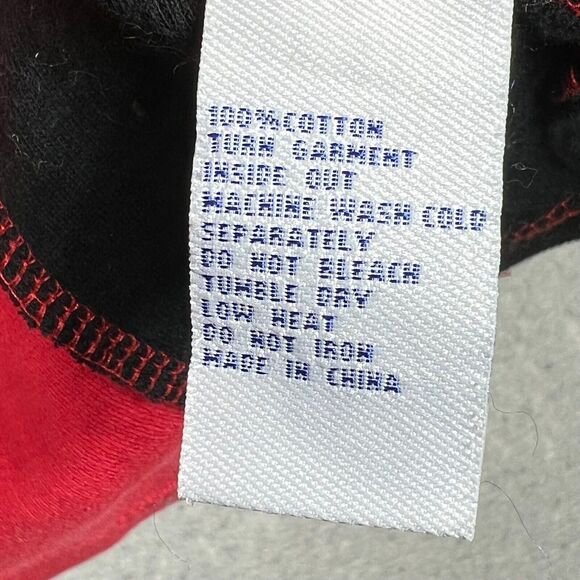 100%COTTON
TURN GARMENT
INSIDE OUT
MACHINE WASH COLD
SEPARATELY
DO NOT BLEACH
TUMBLE DRY
LOW HEAT
DO NOT IRON
MADE IN CHINA